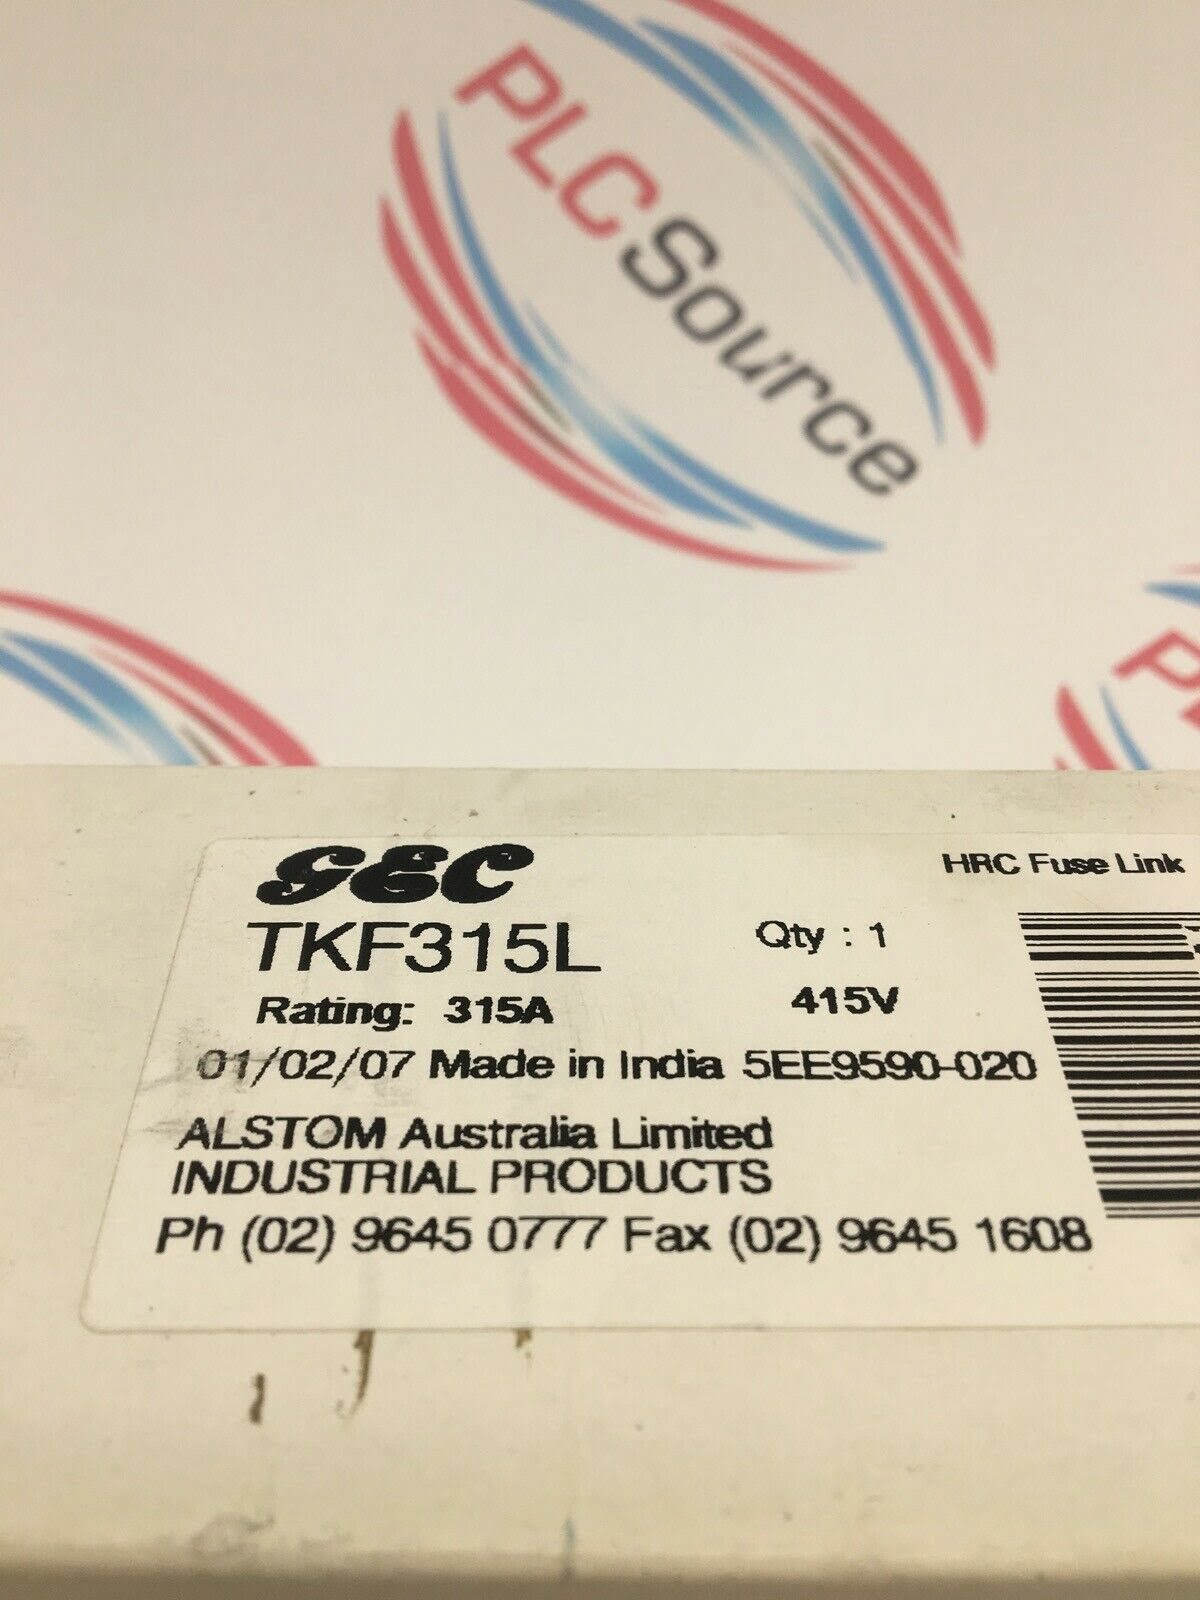 PLC Source
PL
GEC
HRC Fuse Link
TKF315L
Qty : 1
Rating: 315A
415V
01/02/07 Made in India 5EE9590-020
ALSTOM Australia Limited
INDUSTRIAL PRODUCTS
Ph (02) 9645 0777 Fax (02) 9645 1608